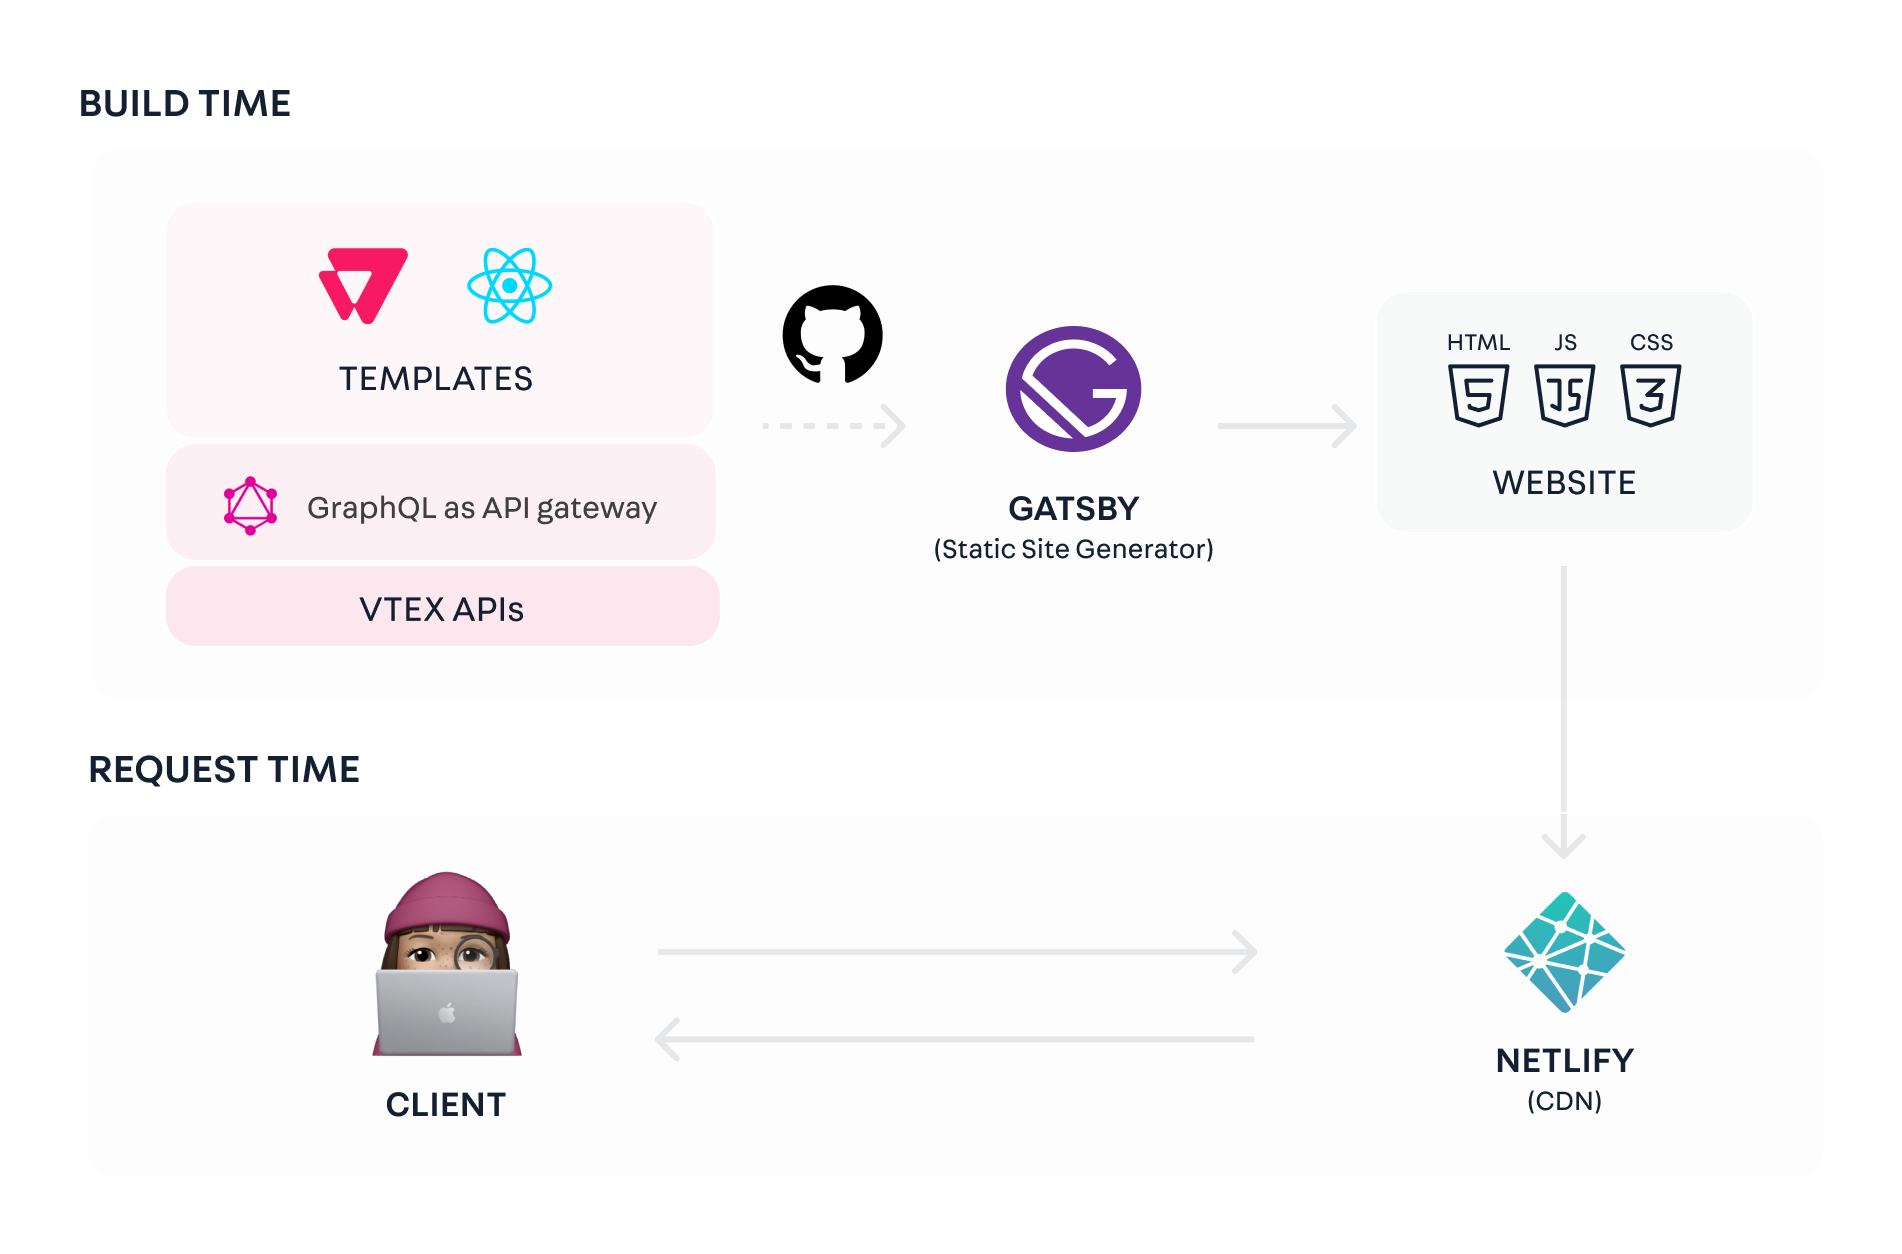 BUILD TIME
TEMPLATES
GraphQL as API gateway
VTEX APIs
GATSBY
(Static Site Generator)
HTML JS CSS
WEBSITE
REQUEST TIME
CLIENT
NETLIFY
(CDN)